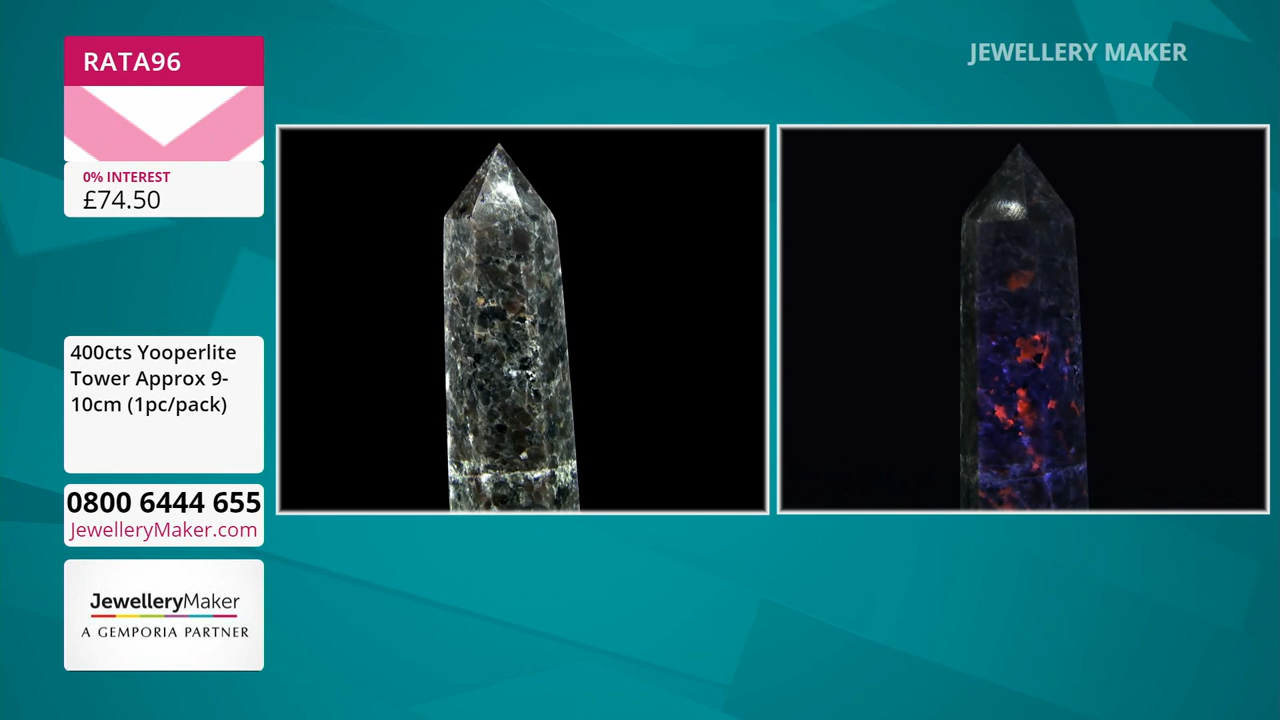 RATA96
JEWELLERY MAKER
0% INTEREST
£74.50
400cts Yooperlite
Tower Approx 9-
10cm (1pc/pack)
0800 6444 655
JewelleryMaker.com
JewelleryMaker
A GEMPORIA PARTNER